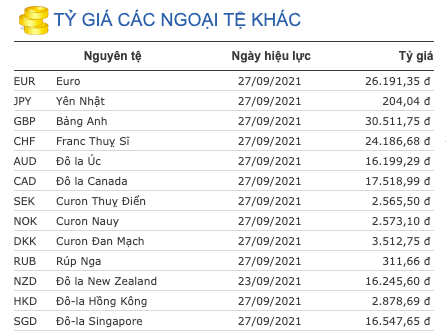 TỶ GIÁ CÁC NGOẠI TỆ KHÁC
Nguyên tệ Ngày hiệu lực Tỷ giá
EUR Euro 27/09/2021 26.191,35 đ
JPY Yên Nhật 27/09/2021 204,04 đ
GBP Bảng Anh 27/09/2021 30.511,75 đ
CHF Franc Thuỵ Sĩ 27/09/2021 24.186,68 đ
AUD Đô la Úc 27/09/2021 16.199,29 đ
CAD Đô la Canada 27/09/2021 17.518,99 đ
SEK Curon Thuỵ Điển 27/09/2021 2.565,50 đ
NOK Curon Nauy 27/09/2021 2.573,10 đ
DKK Curon Đan Mạch 27/09/2021 3.512,75 đ
RUB Rúp Nga 27/09/2021 311,66 đ
NZD Đô la New Zealand 23/09/2021 16.245,60 đ
HKD Đô-la Hồng Kông 27/09/2021 2.878,69 đ
SGD Đô-la Singapore 27/09/2021 16.547,65 đ